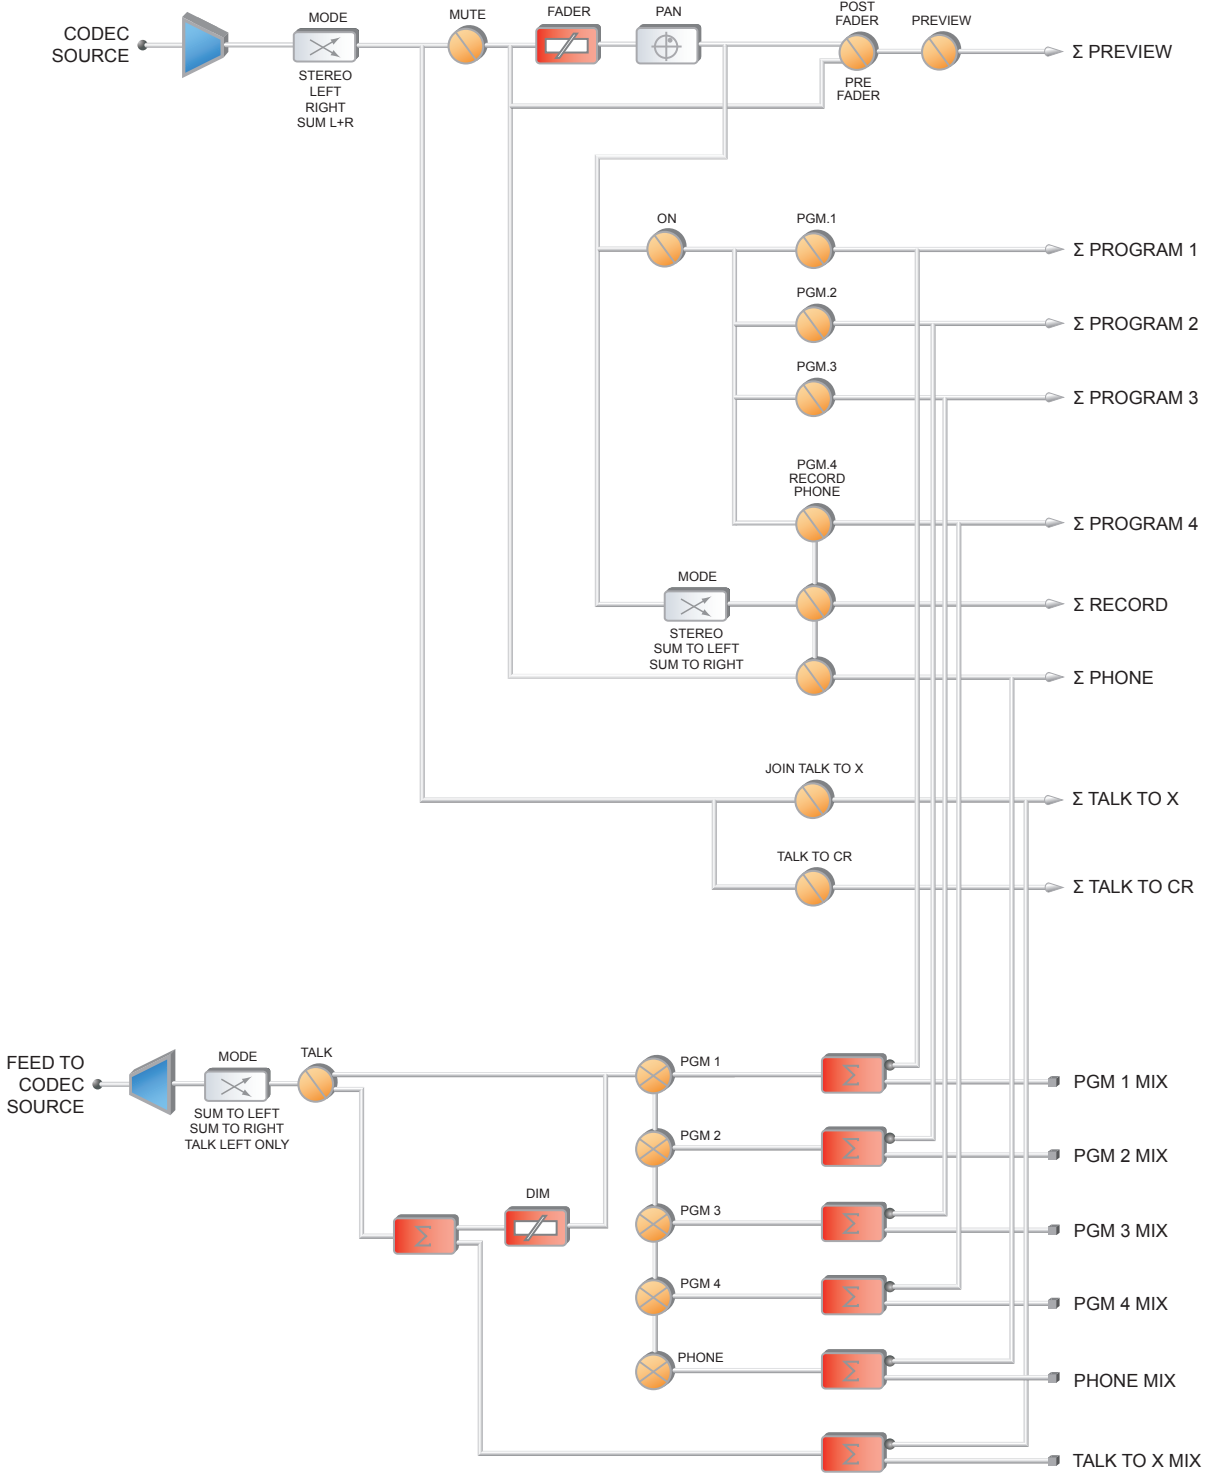 CODEC
SOURCE
MODE
STEREO
LEFT
RIGHT
SUM L+R
MUTE
FADER
PAN
POST
FADER
PRE
FADER
PREVIEW
Σ PREVIEW
ON
PGM.1
Σ PROGRAM 1
PGM.2
Σ PROGRAM 2
PGM.3
Σ PROGRAM 3
PGM.4
RECORD
PHONE
Σ PROGRAM 4
MODE
STEREO
SUM TO LEFT
SUM TO RIGHT
Σ RECORD
Σ PHONE
JOIN TALK TO X
Σ TALK TO X
TALK TO CR
Σ TALK TO CR
FEED TO
CODEC
SOURCE
MODE
SUM TO LEFT
SUM TO RIGHT
TALK LEFT ONLY
TALK
Σ
DIM
PGM 1
Σ
PGM 1 MIX
PGM 2
Σ
PGM 2 MIX
PGM 3
Σ
PGM 3 MIX
PGM 4
Σ
PGM 4 MIX
PHONE
Σ
PHONE MIX
Σ
TALK TO X MIX